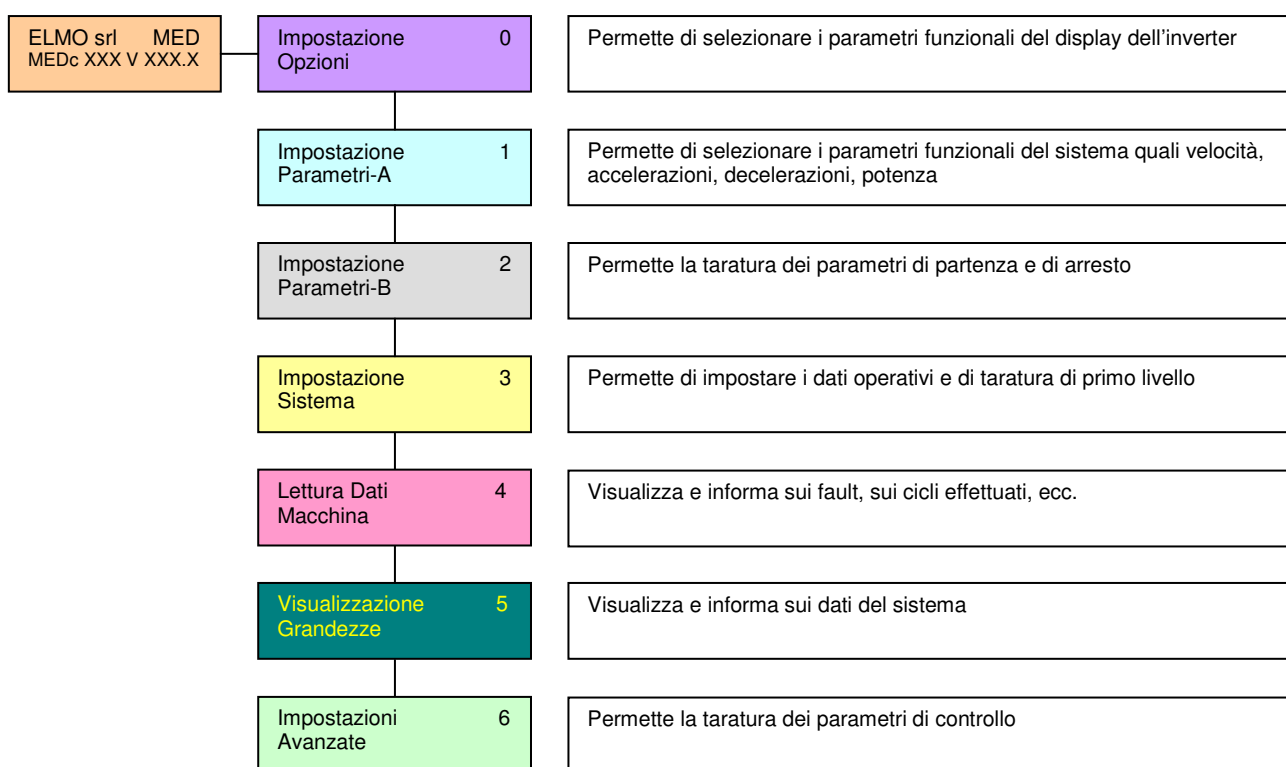 ELMO srl MED
MEDc XXX V XXX.X
Impostazione 0
Opzioni
Permette di selezionare i parametri funzionali del display dell'inverter
Impostazione 1
Parametri-A
Permette di selezionare i parametri funzionali del sistema quali velocità,
accelerazioni, decelerazioni, potenza
Impostazione 2
Parametri-B
Permette la taratura dei parametri di partenza e di arresto
Impostazione 3
Sistema
Permette di impostare i dati operativi e di taratura di primo livello
Lettura Dati 4
Macchina
Visualizza e informa sui fault, sui cicli effettuati, ecc.
Visualizzazione 5
Grandezze
Visualizza e informa sui dati del sistema
Impostazioni 6
Avanzate
Permette la taratura dei parametri di controllo